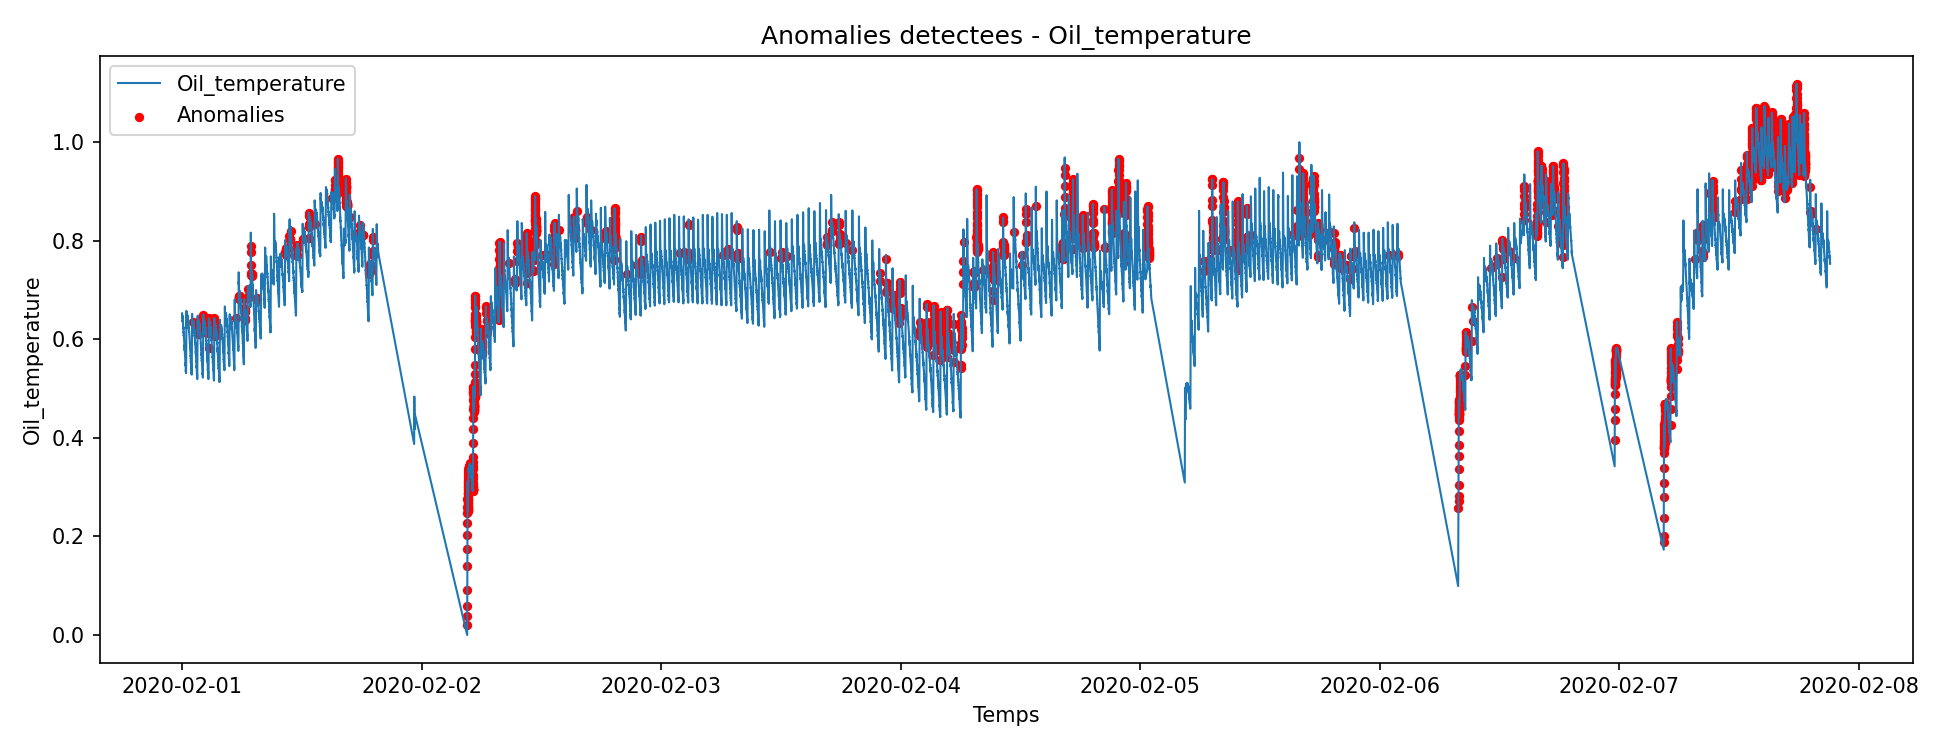 Anomalies detectees - Oil_temperature
Oil_temperature
Anomalies
Oil_temperature
1.0
0.8
0.6
0.4
0.2
0.0
2020-02-01
2020-02-02
2020-02-03
2020-02-04
2020-02-05
2020-02-06
2020-02-07
2020-02-08
Temps